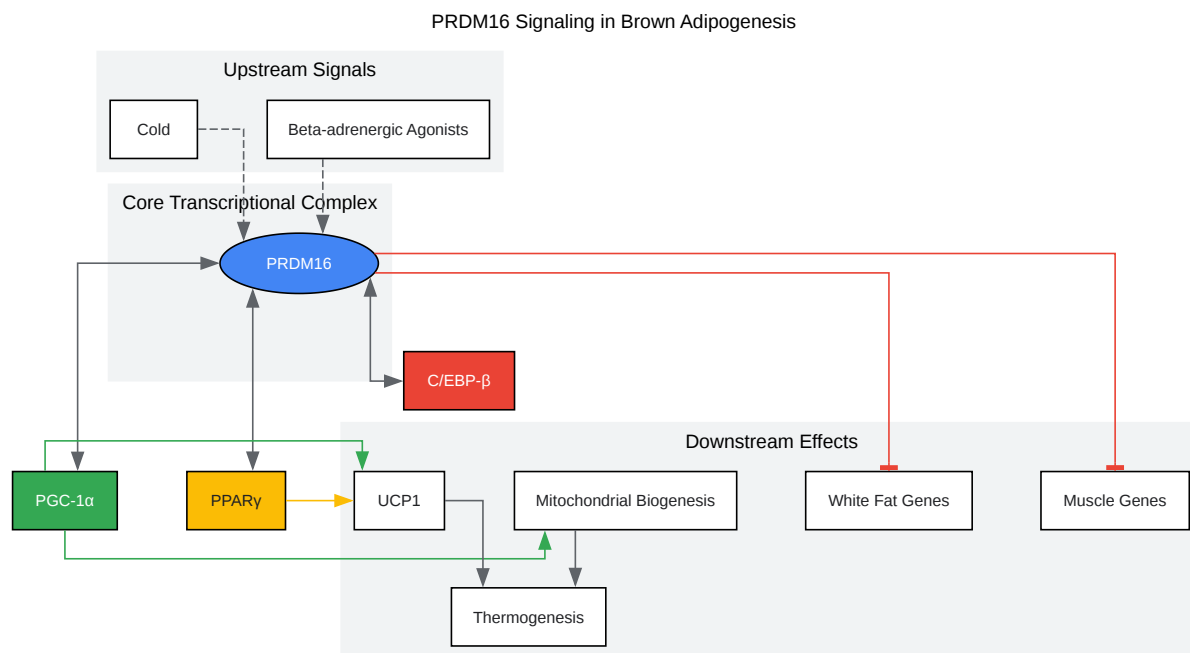 PRDM16 Signaling in Brown Adipogenesis
Upstream Signals
Cold
Beta-adrenergic Agonists
Core Transcriptional Complex
PRDM16
C/EBP-β
Downstream Effects
PGC-1α
PPARγ
UCP1
Mitochondrial Biogenesis
White Fat Genes
Muscle Genes
Thermogenesis